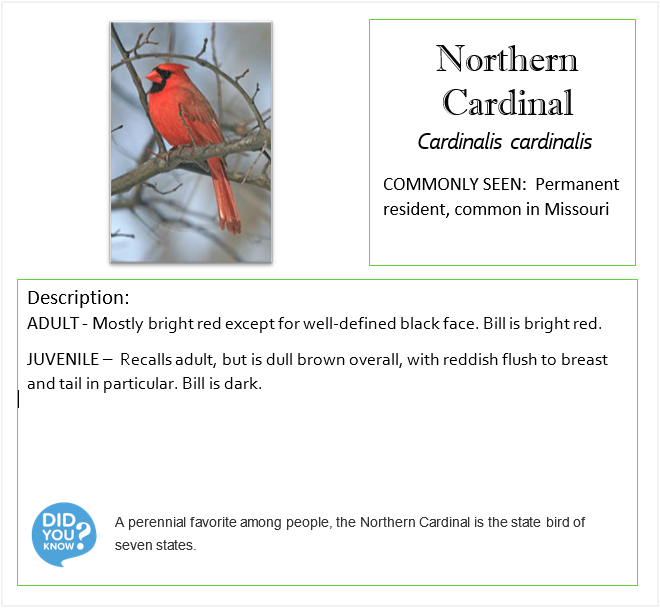 Northern
Cardinal
Cardinalis cardinalis
COMMONLY SEEN: Permanent
resident, common in Missouri
Description:
ADULT - Mostly bright red except for well-defined black face. Bill is bright red.
JUVENILE – Recalls adult, but is dull brown overall, with reddish flush to breast
and tail in particular. Bill is dark.
DID
YOU
KNOW?
A perennial favorite among people, the Northern Cardinal is the state bird of
seven states.